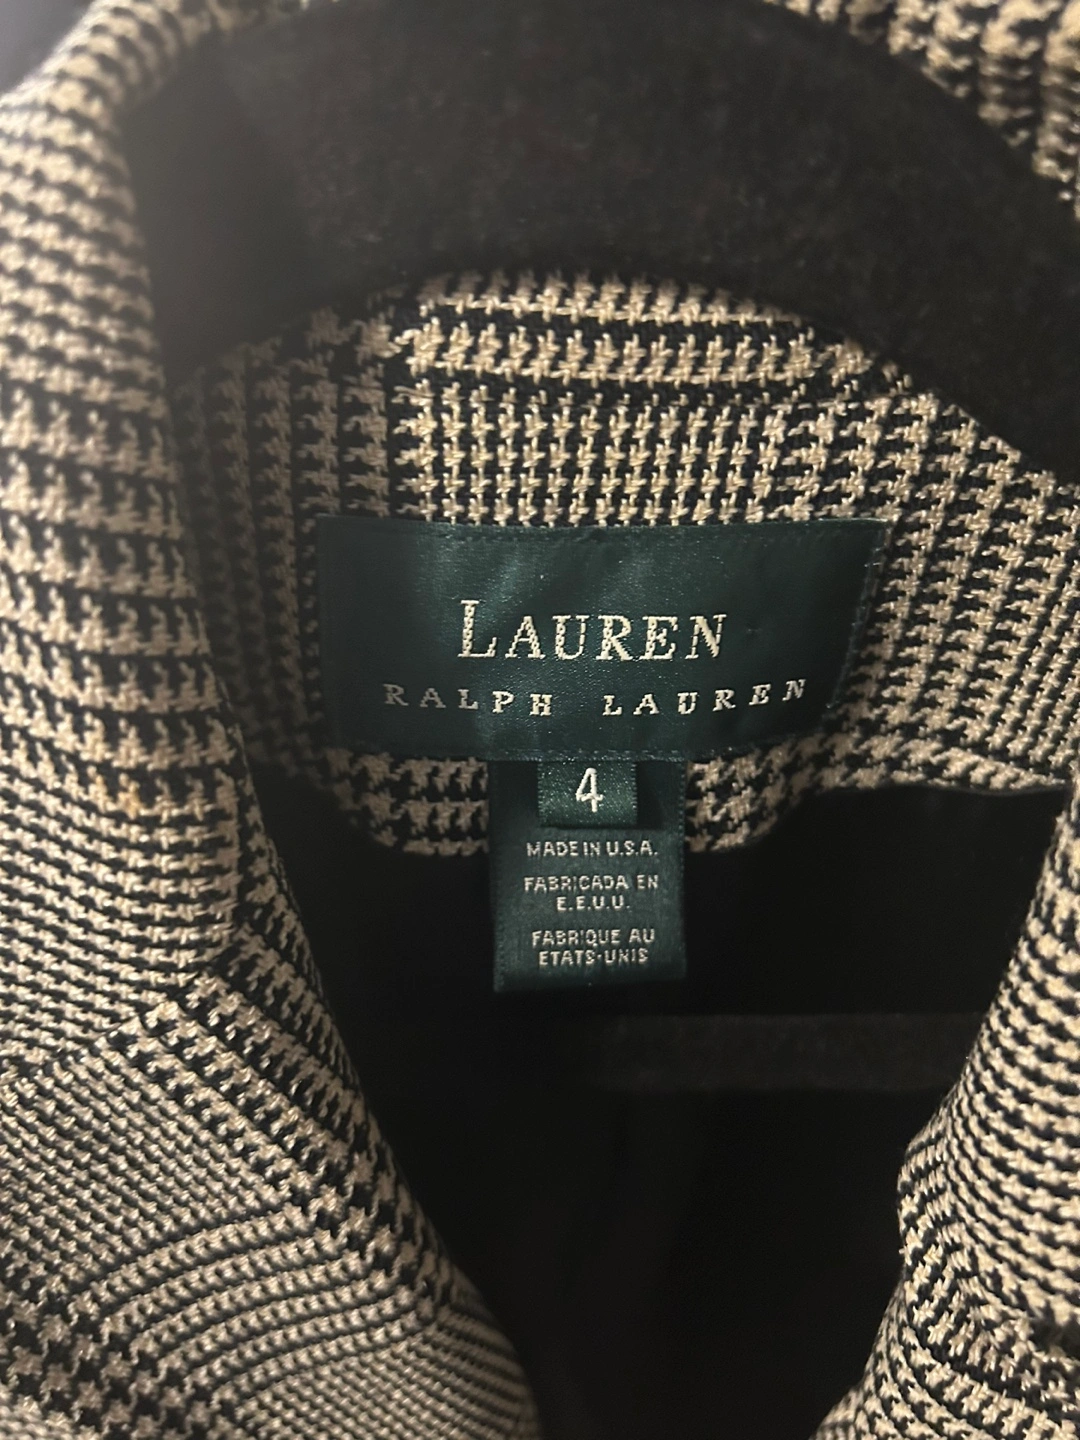 LAUREN
RALPH LAUREN
4
MADE IN U.S.A.
FABRICADA EN
E.E.U.U.
FABRIQUE AU
ETATS-UNIS